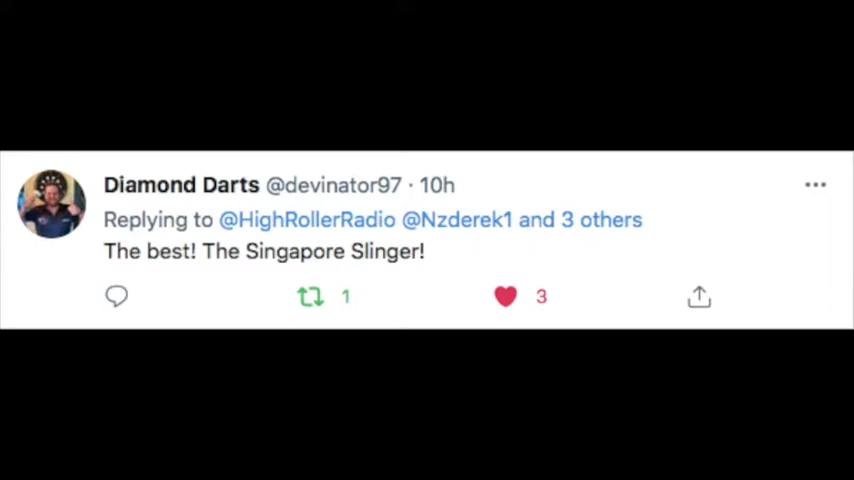 Diamond Darts @devinator97 · 10h
Replying to @HighRollerRadio @Nzderek1 and 3 others
The best! The Singapore Slinger!
1 3